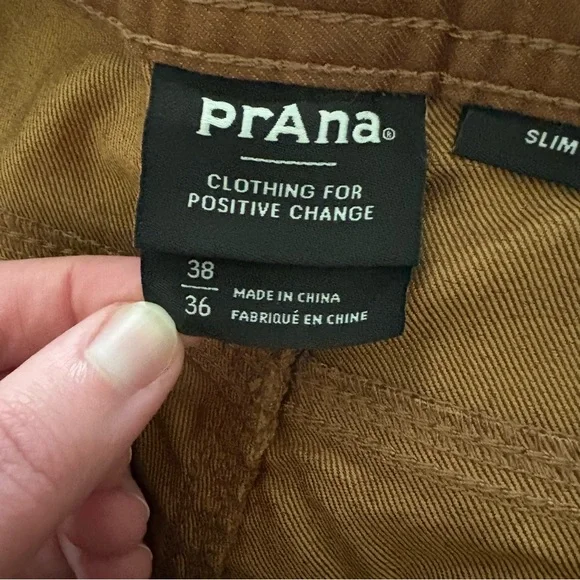 prAna®
CLOTHING FOR
POSITIVE CHANGE
38
36
MADE IN CHINA
FABRIQUÉ EN CHINE
SLIM